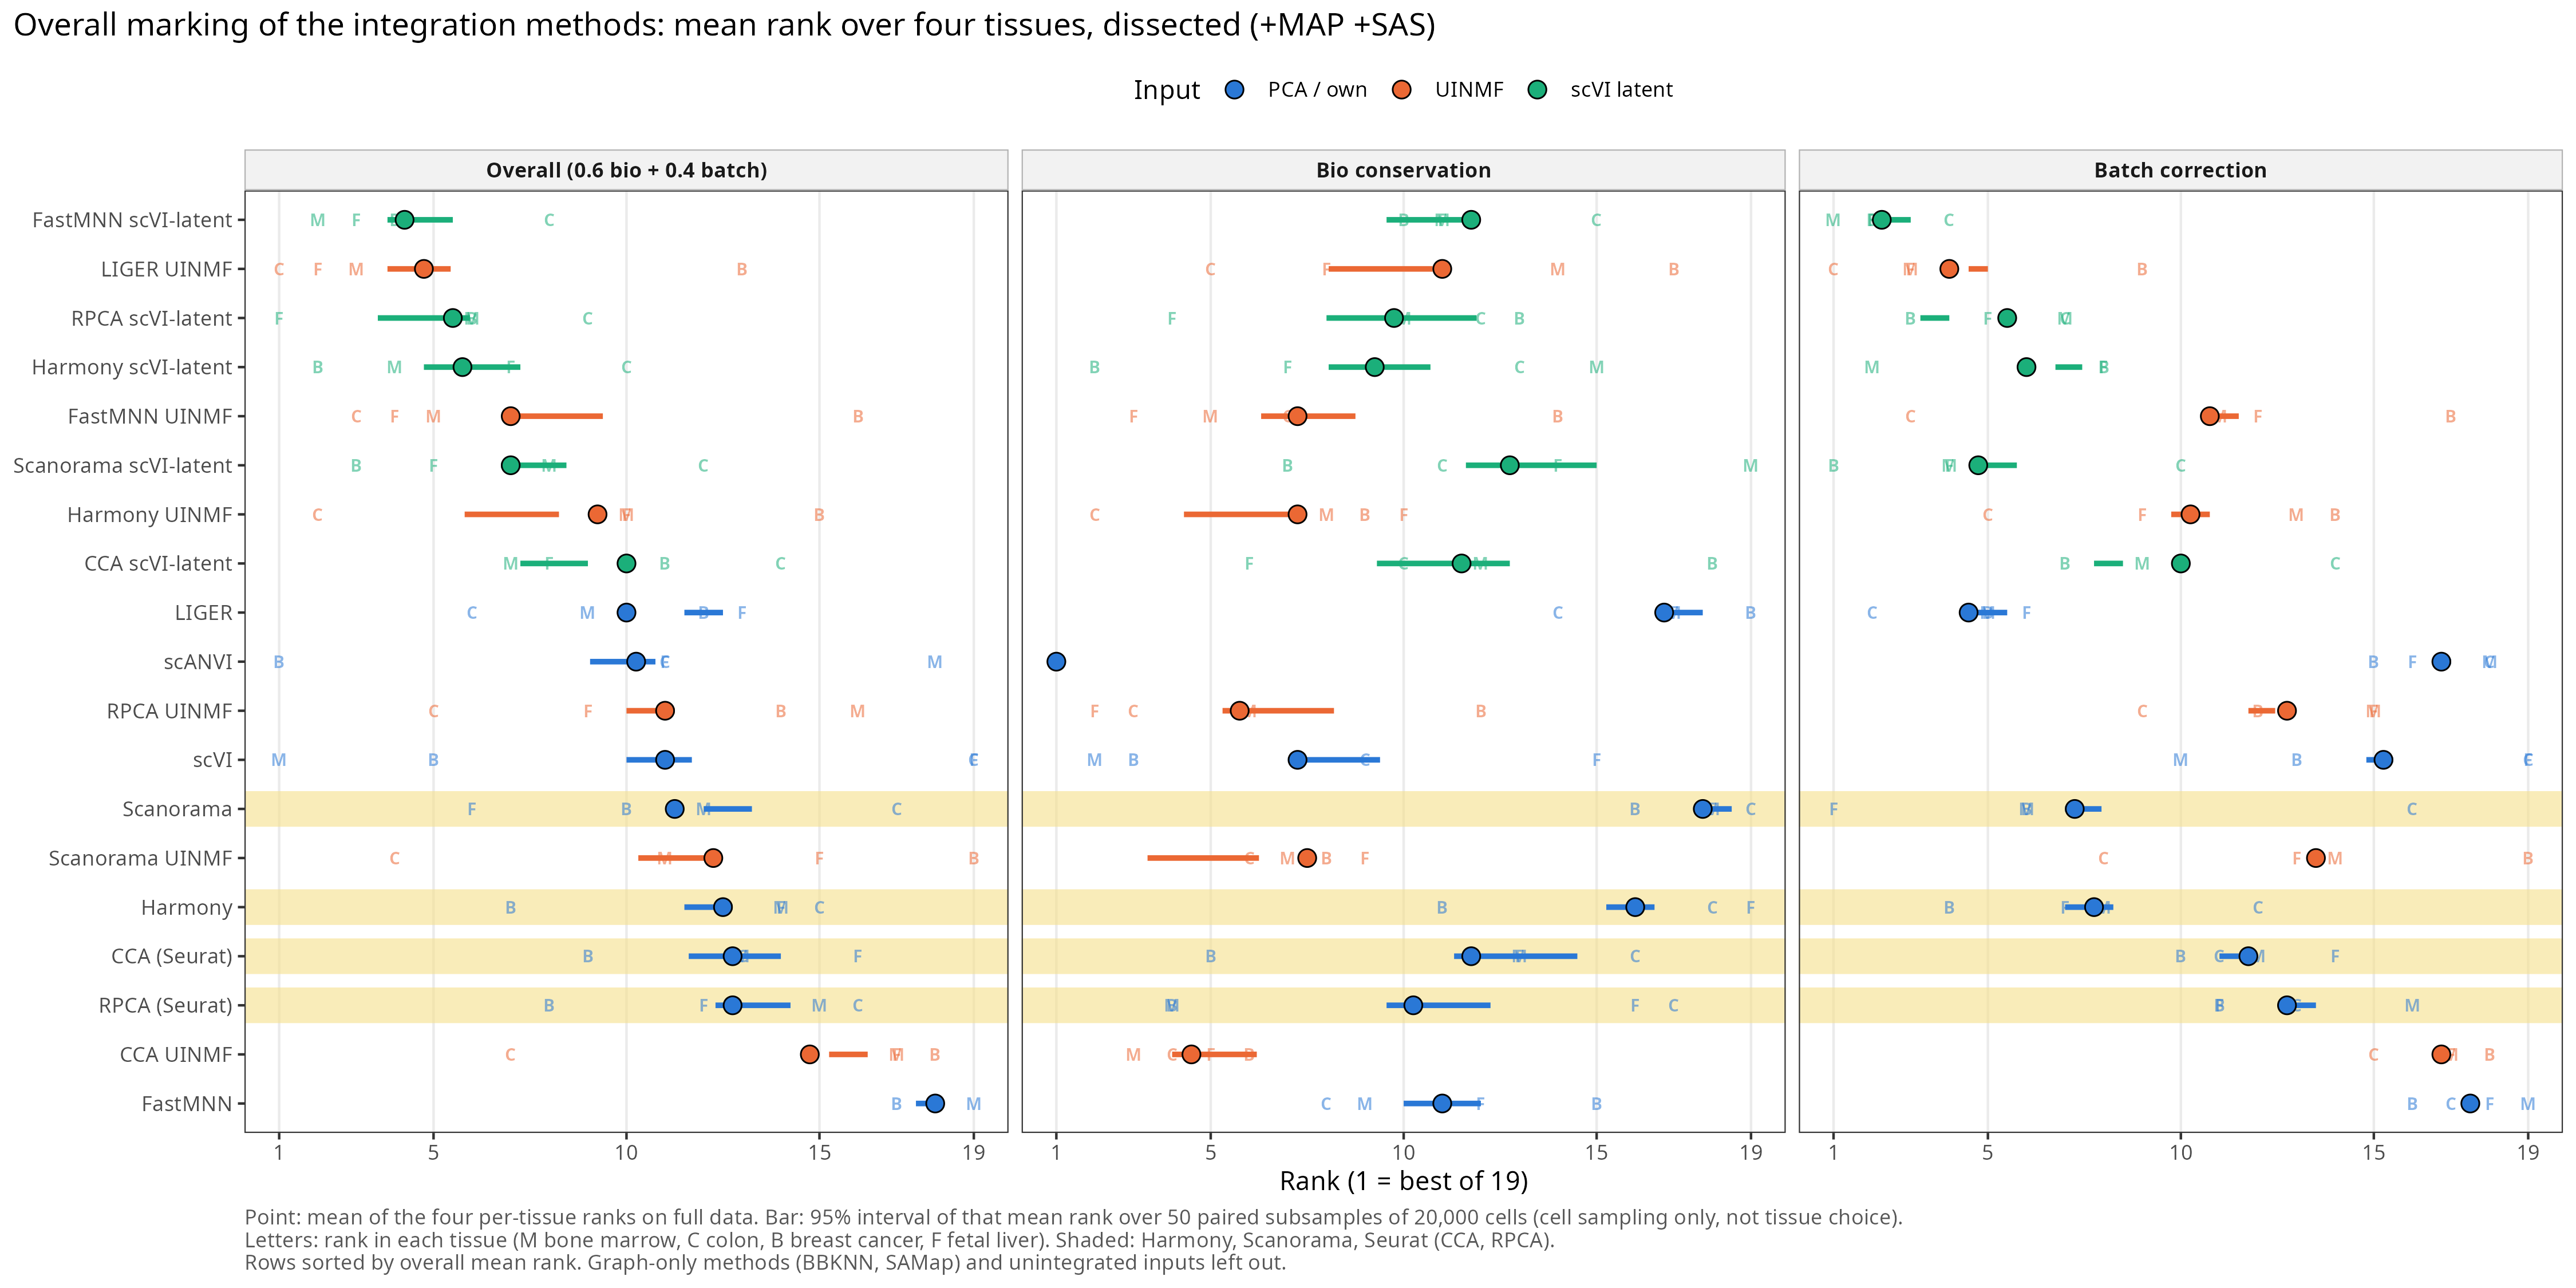 Overall marking of the integration methods: mean rank over four tissues, dissected (+MAP +SAS)
Input PCA / own UINMF scVI latent
Overall (0.6 bio + 0.4 batch) Bio conservation Batch correction
FastMNN scVI-latent M F C C M C
LIGER UINMF C F M B C F M B C B
RPCA scVI-latent F C F C B B F
Harmony scVI-latent B M F C B F C M M
FastMNN UINMF C F M B F M B C F B
Scanorama scVI-latent B F M C B C F M B C
Harmony UINMF C B C M B F C F M B
CCA scVI-latent M F B C F C M B B M C
LIGER C M B F C B C F
scANVI B M B F
RPCA UINMF C F B M F C B C B
scVI M B M B C F M B
Scanorama F B M C B C F C
Scanorama UINMF C M F B C M B F C F M B
Harmony B C B C F B F C
CCA (Seurat) B F B C B C M F
RPCA (Seurat) B F M C F C M
CCA UINMF C B M C F B C B
FastMNN B M C M F B B C F M
1 5 10 15 19 1 5 10 15 19 1 5 10 15 19
Rank (1 = best of 19)
Point: mean of the four per-tissue ranks on full data. Bar: 95% interval of that mean rank over 50 paired subsamples of 20,000 cells (cell sampling only, not tissue choice).
Letters: rank in each tissue (M bone marrow, C colon, B breast cancer, F fetal liver). Shaded: Harmony, Scanorama, Seurat (CCA, RPCA).
Rows sorted by overall mean rank. Graph-only methods (BBKNN, SAMap) and unintegrated inputs left out.